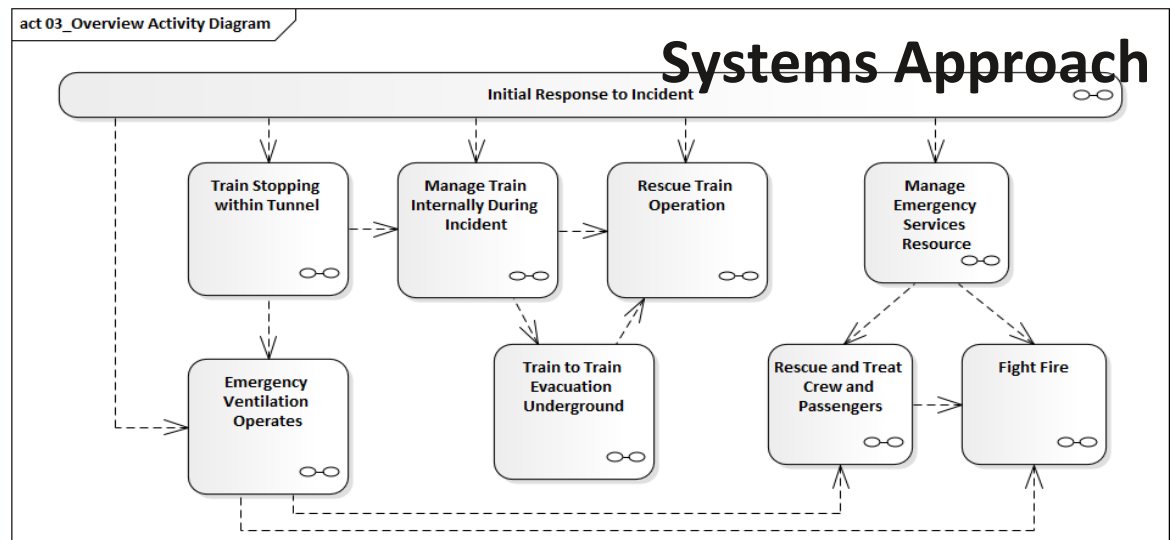 act 03_Overview Activity Diagram
Systems Approach
Initial Response to Incident
Train Stopping
within Tunnel
Manage Train
Internally During
Incident
Rescue Train
Operation
Manage
Emergency
Services
Resource
Emergency
Ventilation
Operates
Train to Train
Evacuation
Underground
Rescue and Treat
Crew and
Passengers
Fight Fire